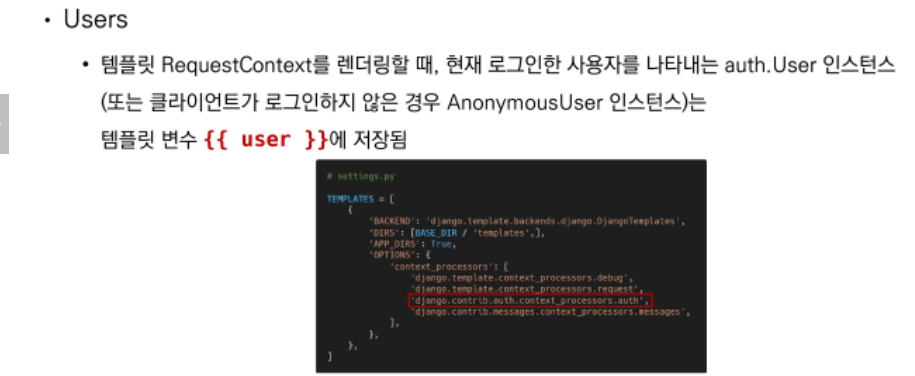 • Users
• 템플릿 RequestContext를 렌더링할 때, 현재 로그인한 사용자를 나타내는 auth.User 인스턴스
(또는 클라이언트가 로그인하지 않은 경우 AnonymousUser 인스턴스)는
템플릿 변수 {{ user }}에 저장됨
# settings.py
TEMPLATES = [
{
'BACKEND': 'django.template.backends.django.DjangoTemplates',
'DIRS': [BASE_DIR / 'templates',],
'APP_DIRS': True,
'OPTIONS': {
'context_processors': [
'django.template.context_processors.debug',
'django.template.context_processors.request',
'django.contrib.auth.context_processors.auth',
'django.contrib.messages.context_processors.messages',
],
},
},
]